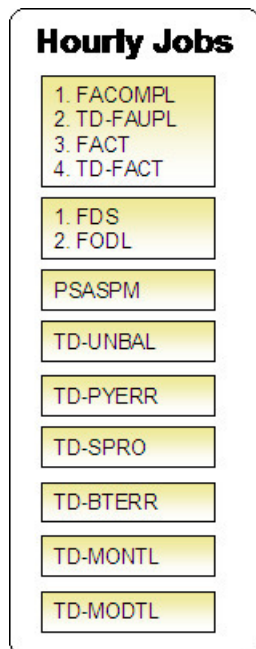 Hourly Jobs
1. FACOMPL
2. TD-FAUPL
3. FACT
4. TD-FACT
1. FDS
2. FODL
PSASPM
TD-UNBAL
TD-PYERR
TD-SPRO
TD-BTERR
TD-MONTL
TD-MODTL